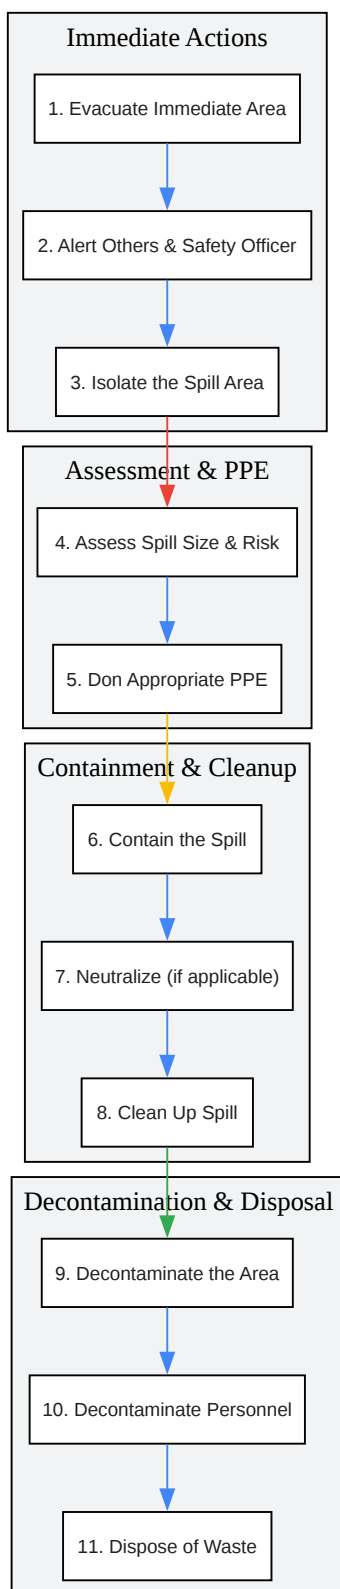 Immediate Actions
1. Evacuate Immediate Area
2. Alert Others & Safety Officer
3. Isolate the Spill Area
Assessment & PPE
4. Assess Spill Size & Risk
5. Don Appropriate PPE
Containment & Cleanup
6. Contain the Spill
7. Neutralize (if applicable)
8. Clean Up Spill
Decontamination & Disposal
9. Decontaminate the Area
10. Decontaminate Personnel
11. Dispose of Waste